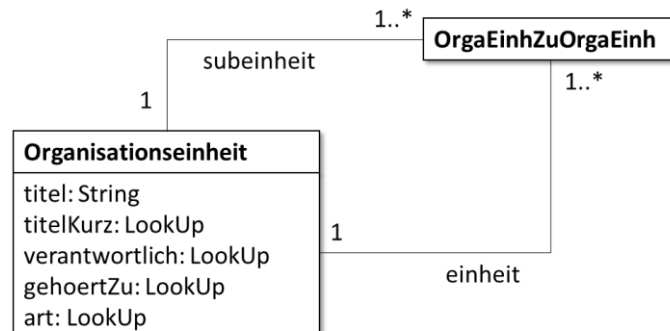 1..*
OrgaEinhZuOrgaEinh
subeinheit
1..*
1
Organisationseinheit
titel: String
titelKurz: LookUp
verantwortlich: LookUp
gehoertZu: LookUp
art: LookUp
1
einheit